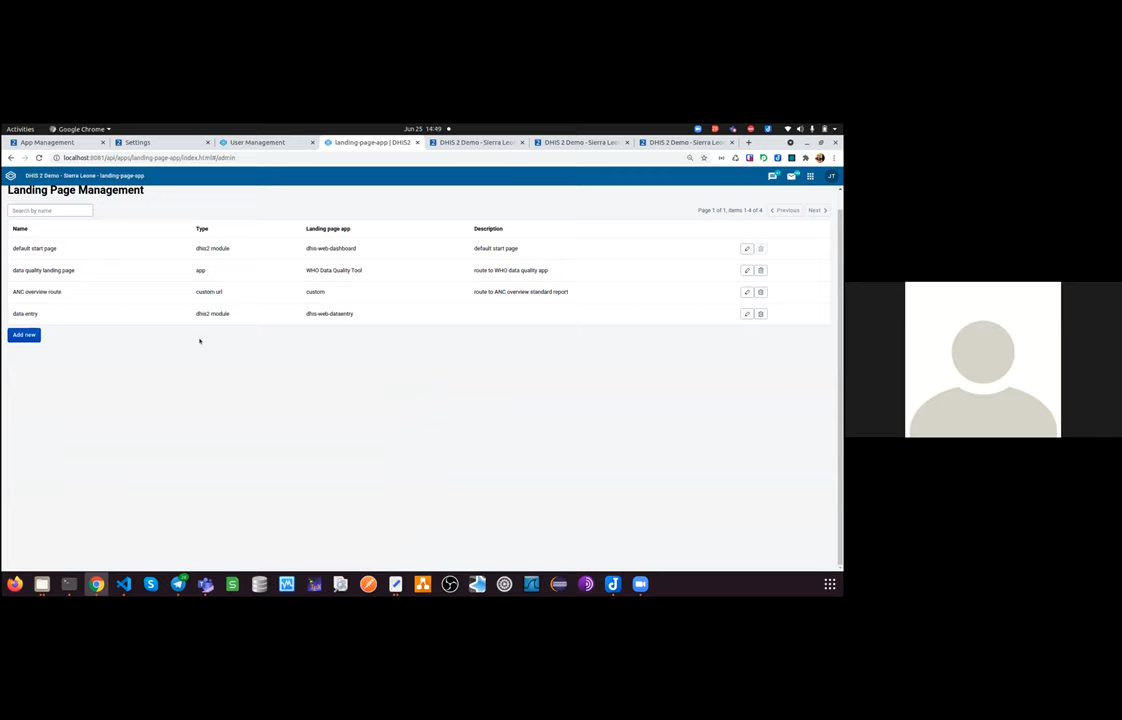 Activities Google Chrome Jun 25 14:49
App Management Settings User Management landing-page-app | DHIS2 DHIS 2 Demo - Sierra Leone - DHIS 2 Demo - Sierra Leone DHIS 2 Demo - Sierra Leone
localhost:8081/api/apps/landing-page-app/index.html#/admin
DHIS 2 Demo - Sierra Leone - landing-page-app JT
Landing Page Management
Search by name Page 1 of 1, items 1-4 of 4 Previous Next
Name Type Landing page app Description
default start page dhis2 module dhis-web-dashboard default start page
data quality landing page app WHO Data Quality Tool route to WHO data quality app
ANC overview route custom url custom route to ANC overview standard report
data entry dhis2 module dhis-web-dataentry
Add new